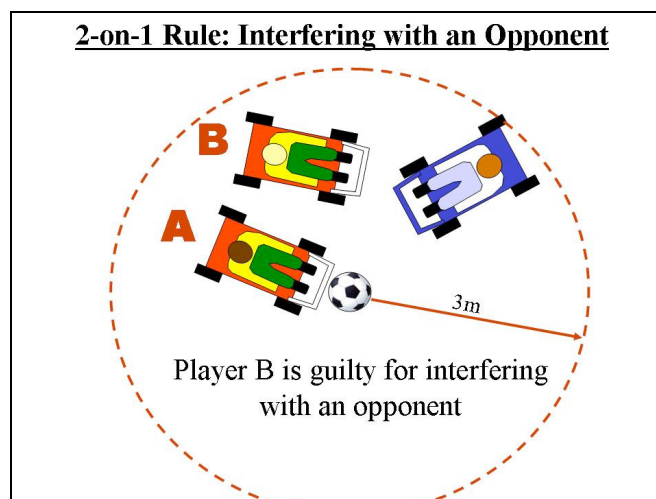 2-on-1 Rule: Interfering with an Opponent
B
A
3m
Player B is guilty for interfering
with an opponent